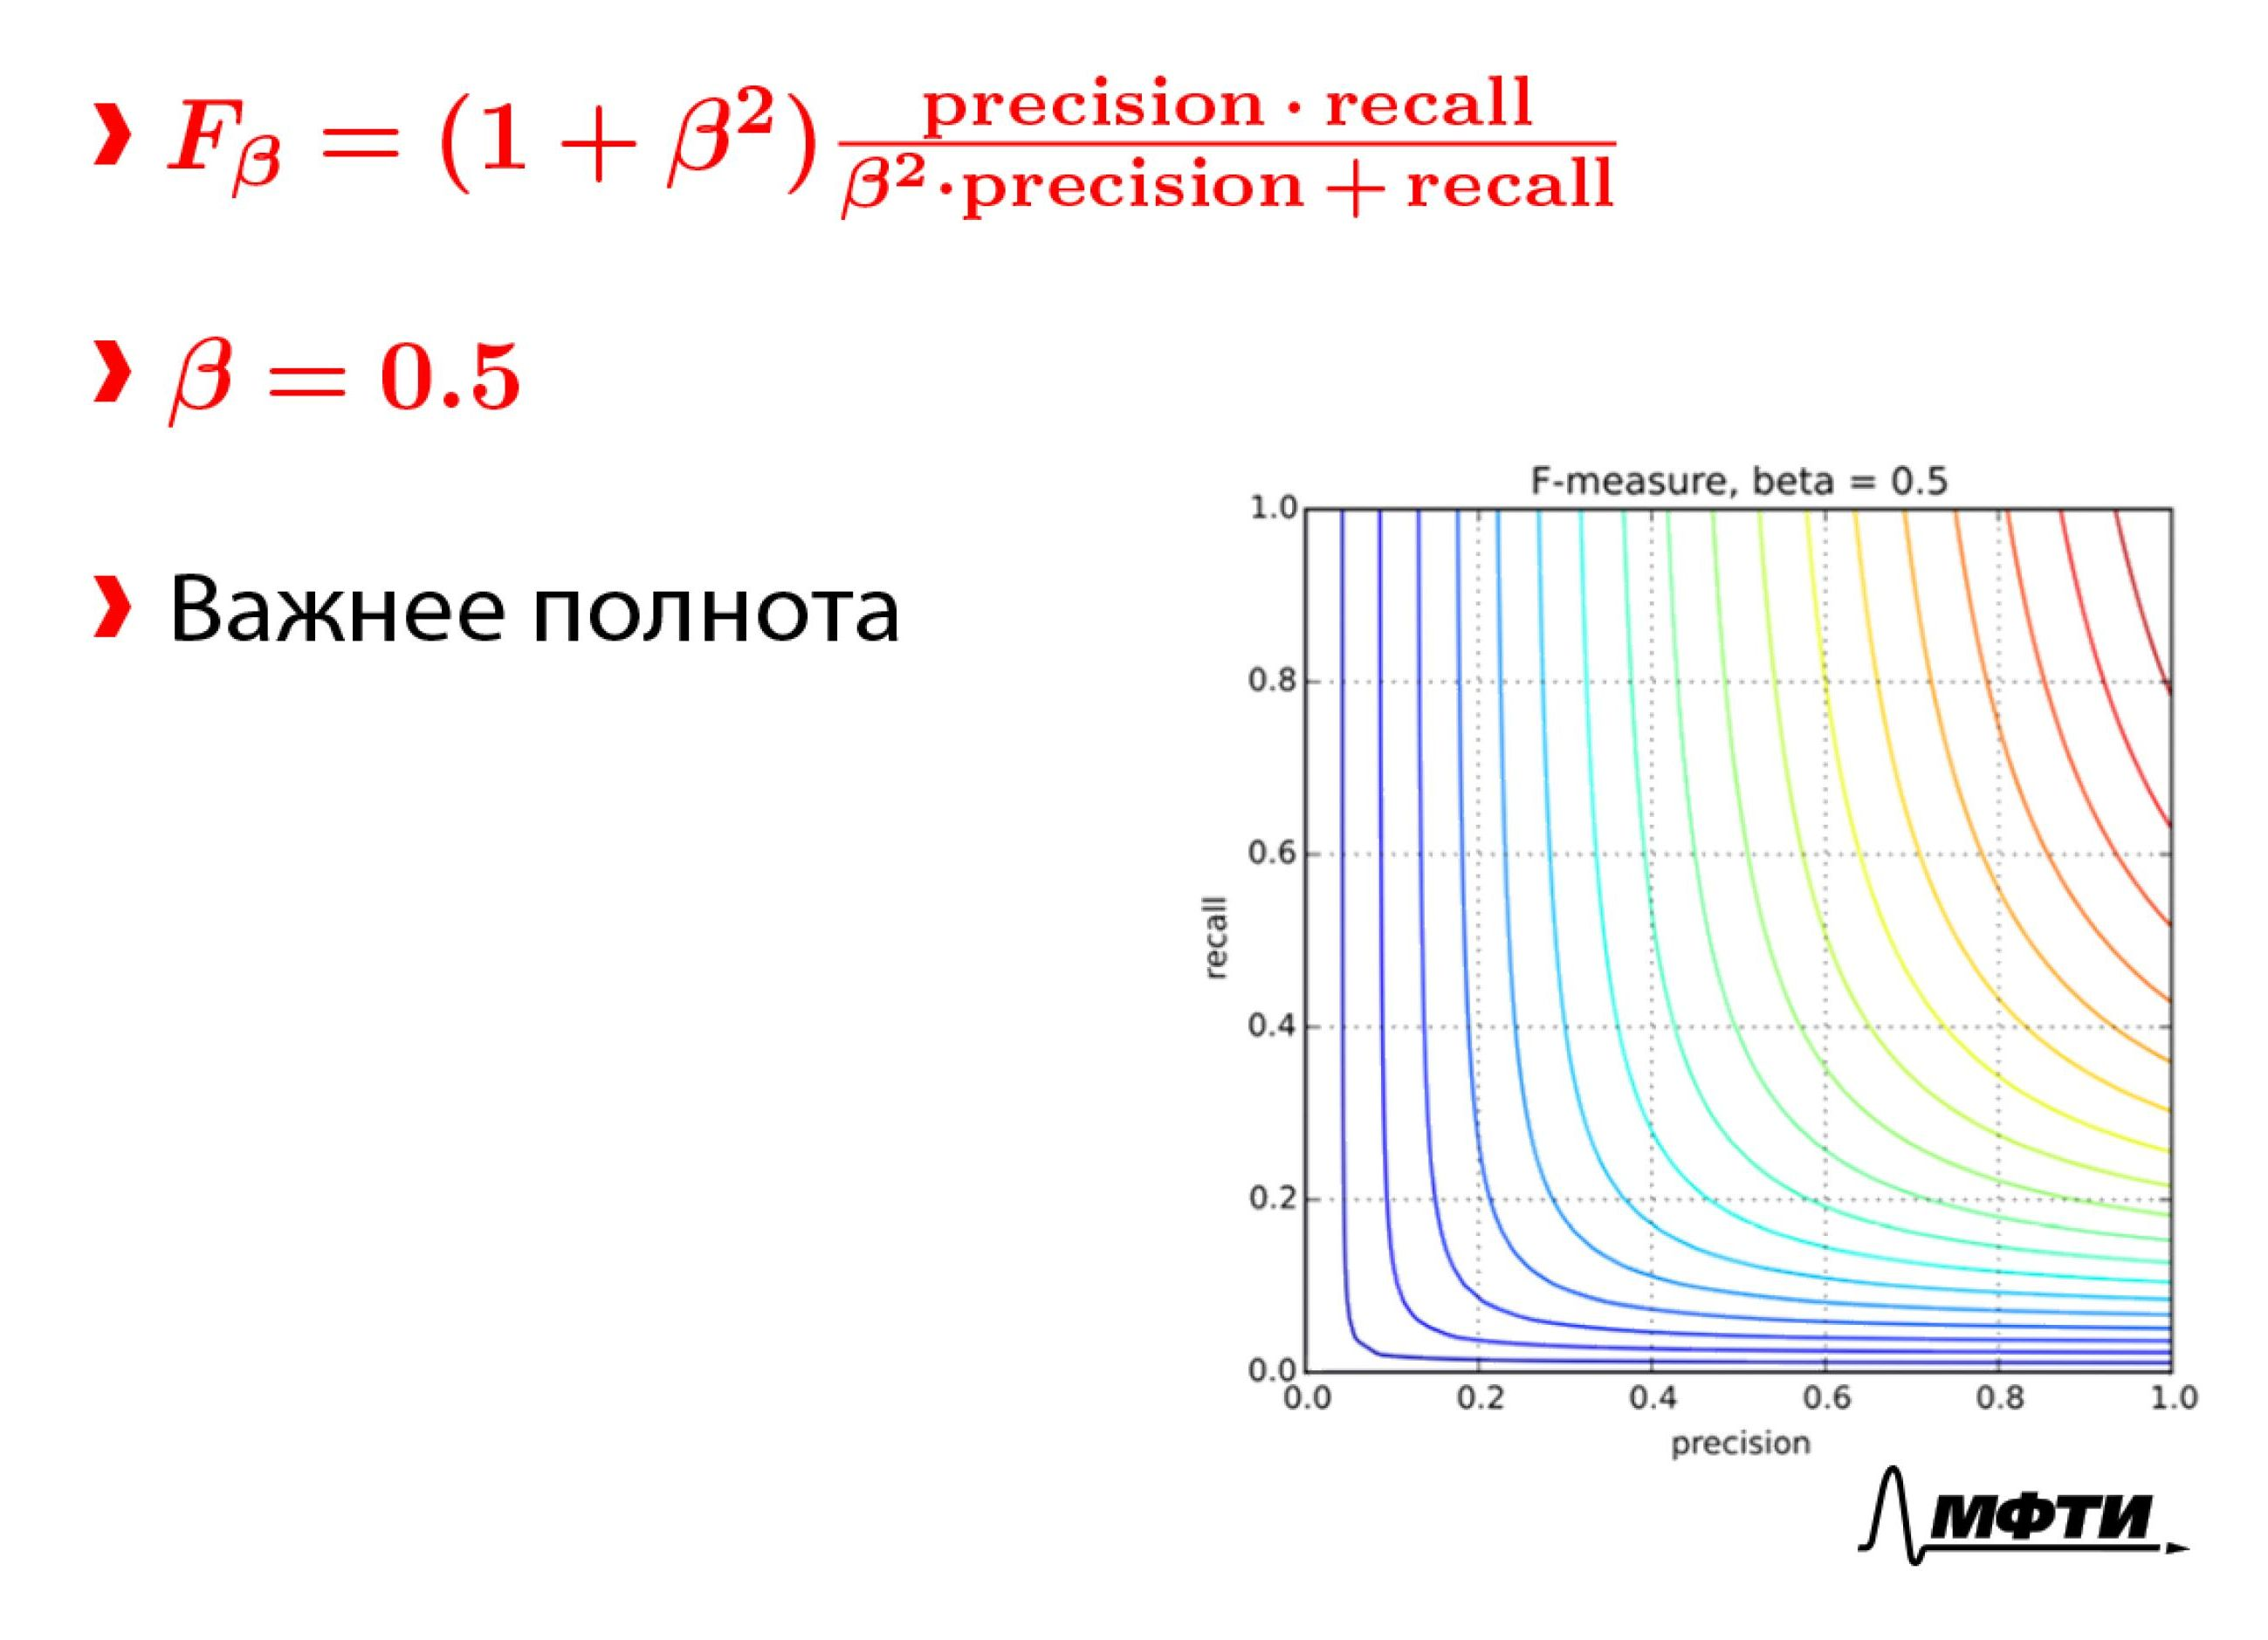 ❯ F_β = (1 + β²) precision · recall / β²·precision + recall
❯ β = 0.5
❯ Важнее полнота
F-measure, beta = 0.5
1.0
0.8
0.6
0.4
0.2
0.0
recall
0.0 0.2 0.4 0.6 0.8 1.0
precision
МФТИ